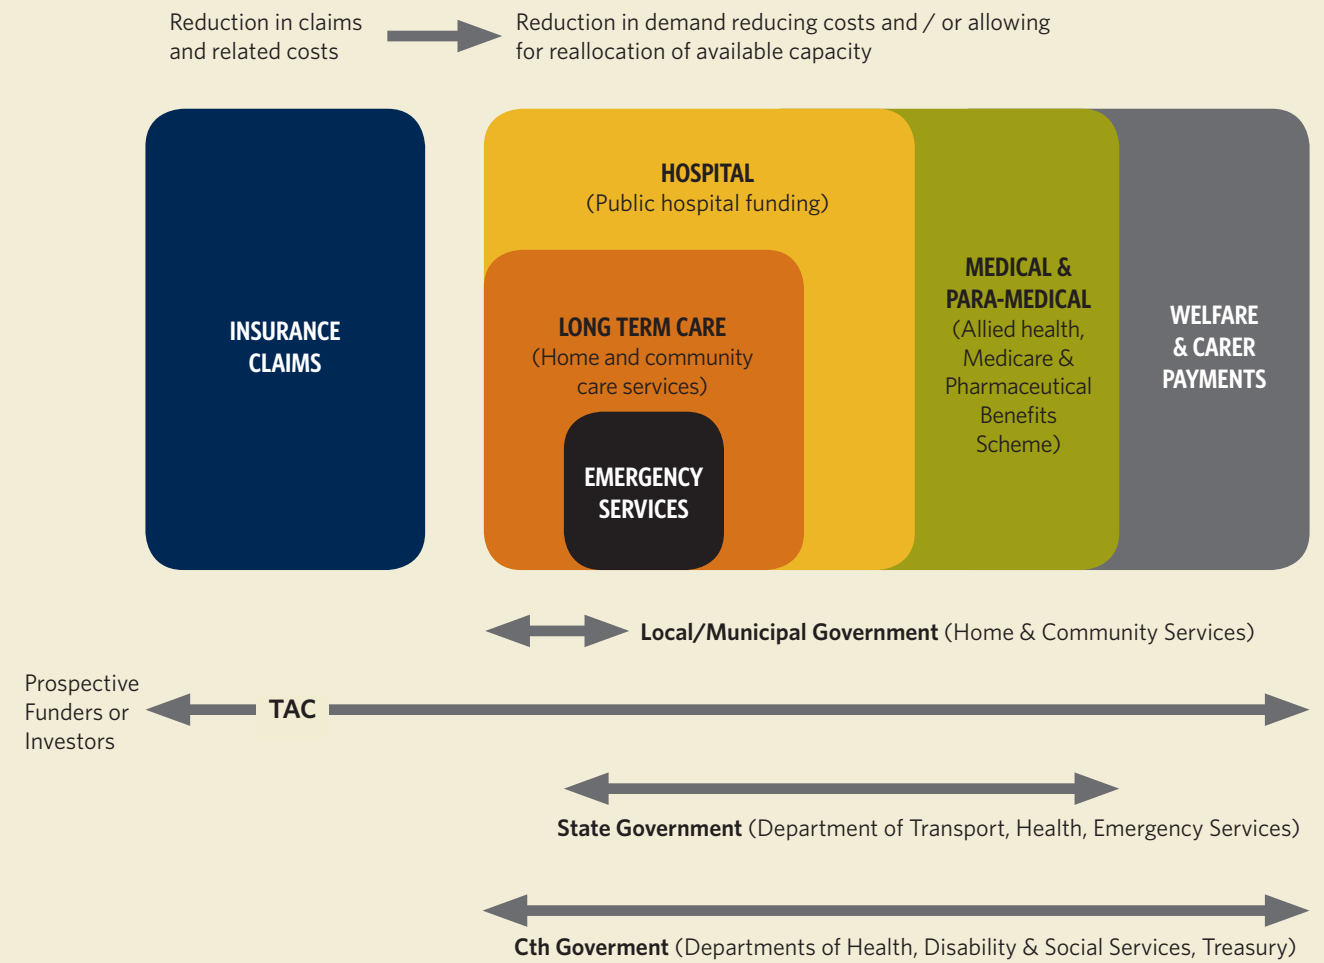 Reduction in claims
and related costs
Reduction in demand reducing costs and / or allowing
for reallocation of available capacity
INSURANCE
CLAIMS
HOSPITAL
(Public hospital funding)
LONG TERM CARE
(Home and community
care services)
EMERGENCY
SERVICES
MEDICAL &
PARA-MEDICAL
(Allied health,
Medicare &
Pharmaceutical
Benefits
Scheme)
WELFARE
& CARER
PAYMENTS
Local/Municipal Government (Home & Community Services)
Prospective
Funders or
Investors
TAC
State Government (Department of Transport, Health, Emergency Services)
Cth Goverment (Departments of Health, Disability & Social Services, Treasury)